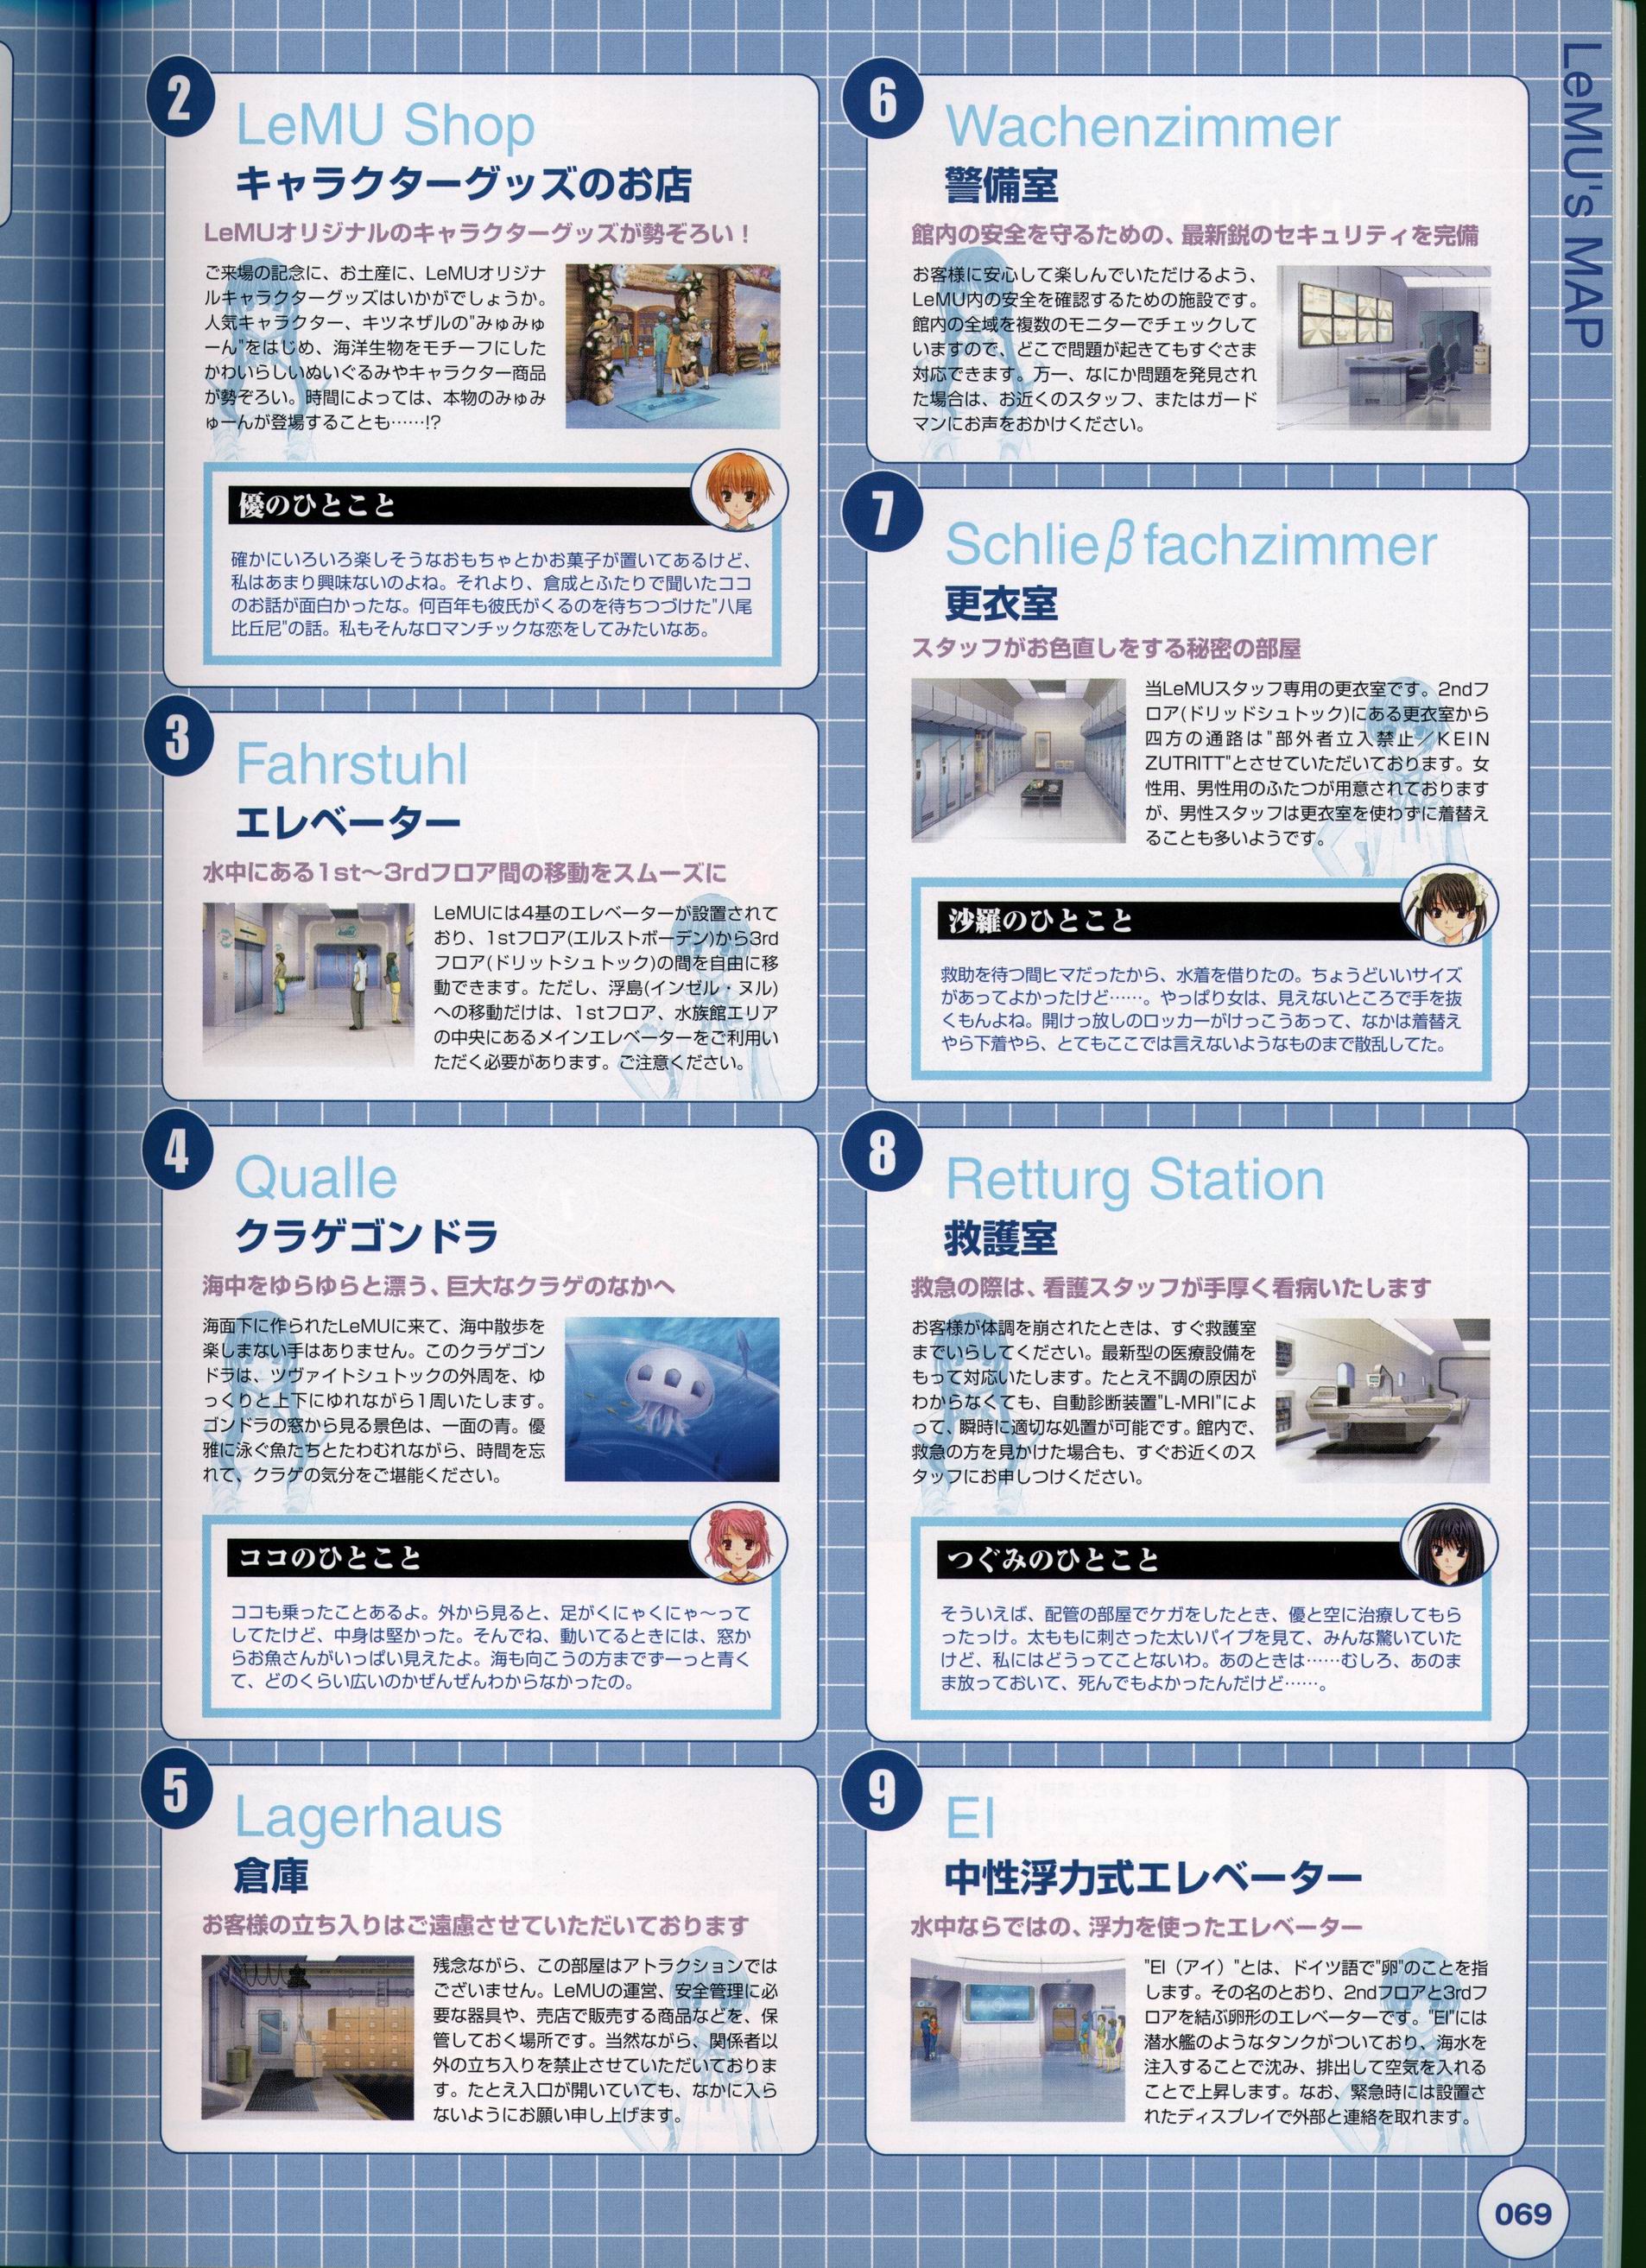 LeMU's MAP
2
LeMU Shop
キャラクターグッズのお店
LeMUオリジナルのキャラクターグッズが勢ぞろい！
ご来場の記念に、お土産に、LeMUオリジナ
ルキャラクターグッズはいかがでしょうか。
人気キャラクター、キツネザルの"みゅみゅ
ーん"をはじめ、海洋生物をモチーフにした
かわいらしいぬいぐるみやキャラクター商品
が勢ぞろい。時間によっては、本物のみゅみ
ゅーんが登場することも……!?
優のひとこと
確かにいろいろ楽しそうなおもちゃとかお菓子が置いてあるけど、
私はあまり興味ないのよね。それより、倉成とふたりで聞いたココ
のお話が面白かったな。何百年も彼氏がくるのを待ちつづけた"八尾
比丘尼"の話。私もそんなロマンチックな恋をしてみたいなあ。
3
Fahrstuhl
エレベーター
水中にある1st〜3rdフロア間の移動をスムーズに
LeMUには4基のエレベーターが設置されて
おり、1stフロア(エルストボーデン)から3rd
フロア(ドリットシュトック)の間を自由に移
動できます。ただし、浮島(インゼル・ヌル)
への移動だけは、1stフロア、水族館エリア
の中央にあるメインエレベーターをご利用い
ただく必要があります。ご注意ください。
4
Qualle
クラゲゴンドラ
海中をゆらゆらと漂う、巨大なクラゲのなかへ
海面下に作られたLeMUに来て、海中散歩を
楽しまない手はありません。このクラゲゴン
ドラは、ツヴァイトシュトックの外周を、ゆ
っくりと上下にゆれながら1周いたします。
ゴンドラの窓から見る景色は、一面の青。優
雅に泳ぐ魚たちとたわむれながら、時間を忘
れて、クラゲの気分をご堪能ください。
ココのひとこと
ココも乗ったことあるよ。外から見ると、足がくにゃくにゃ〜って
してたけど、中身は堅かった。そんでね、動いてるときには、窓か
らお魚さんがいっぱい見えたよ。海も向こうの方までずーっと青く
て、どのくらい広いのかぜんぜんわからなかったの。
5
Lagerhaus
倉庫
お客様の立ち入りはご遠慮させていただいております
残念ながら、この部屋はアトラクションでは
ございません。LeMUの運営、安全管理に必
要な器具や、売店で販売する商品などを、保
管しておく場所です。当然ながら、関係者以
外の立ち入りを禁止させていただいておりま
す。たとえ入口が開いていても、なかに入ら
ないようにお願い申し上げます。
6
Wachenzimmer
警備室
館内の安全を守るための、最新鋭のセキュリティを完備
お客様に安心して楽しんでいただけるよう、
LeMU内の安全を確認するための施設です。
館内の全域を複数のモニターでチェックして
いますので、どこで問題が起きてもすぐさま
対応できます。万一、なにか問題を発見され
た場合は、お近くのスタッフ、またはガード
マンにお声をおかけください。
7
Schlieβfachzimmer
更衣室
スタッフがお色直しをする秘密の部屋
当LeMUスタッフ専用の更衣室です。2ndフ
ロア(ドリッドシュトック)にある更衣室から
四方の通路は"部外者立入禁止／KEIN
ZUTRITT"とさせていただいております。女
性用、男性用のふたつが用意されております
が、男性スタッフは更衣室を使わずに着替え
ることも多いようです。
沙羅のひとこと
救助を待つ間ヒマだったから、水着を借りたの。ちょうどいいサイズ
があってよかったけど……。やっぱり女は、見えないところで手を抜
くもんよね。開けっ放しのロッカーがけっこうあって、なかは着替え
やら下着やら、とてもここでは言えないようなものまで散乱してた。
8
Retturg Station
救護室
救急の際は、看護スタッフが手厚く看病いたします
お客様が体調を崩されたときは、すぐ救護室
までいらしてください。最新型の医療設備を
もって対応いたします。たとえ不調の原因が
わからなくても、自動診断装置"L-MRI"によ
って、瞬時に適切な処置が可能です。館内で、
救急の方を見かけた場合も、すぐお近くのス
タッフにお申しつけください。
つぐみのひとこと
そういえば、配管の部屋でケガをしたとき、優と空に治療してもら
ったっけ。太ももに刺さった太いパイプを見て、みんな驚いていた
けど、私にはどうってことないわ。あのときは……むしろ、あのま
ま放っておいて、死んでもよかったんだけど……。
9
EI
中性浮力式エレベーター
水中ならではの、浮力を使ったエレベーター
"EI（アイ）"とは、ドイツ語で"卵"のことを指
します。その名のとおり、2ndフロアと3rdフ
ロアを結ぶ卵形のエレベーターです。"EI"には
潜水艦のようなタンクがついており、海水を
注入することで沈み、排出して空気を入れる
ことで上昇します。なお、緊急時には設置さ
れたディスプレイで外部と連絡を取れます。
069